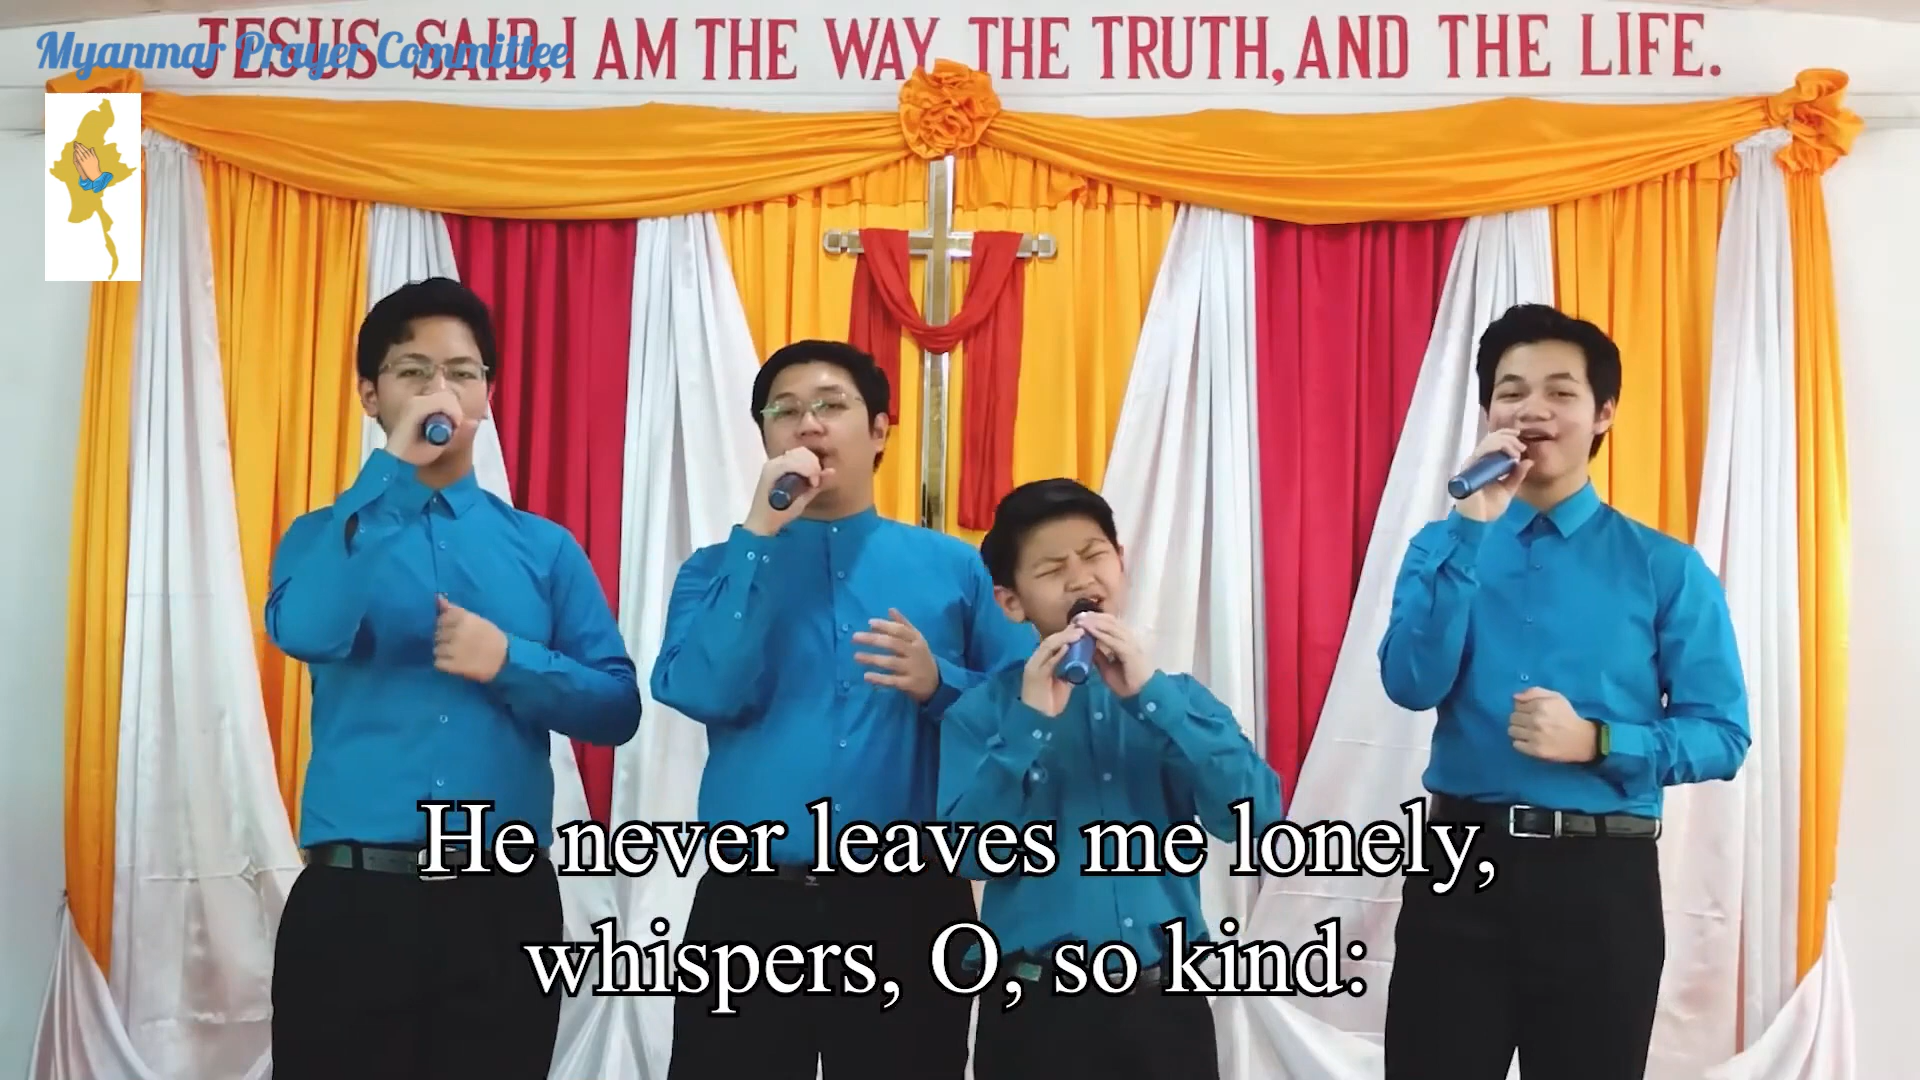 Myanmar Prayer Committee
JESUS SAID, I AM THE WAY, THE TRUTH, AND THE LIFE.
He never leaves me lonely,
whispers, O, so kind: